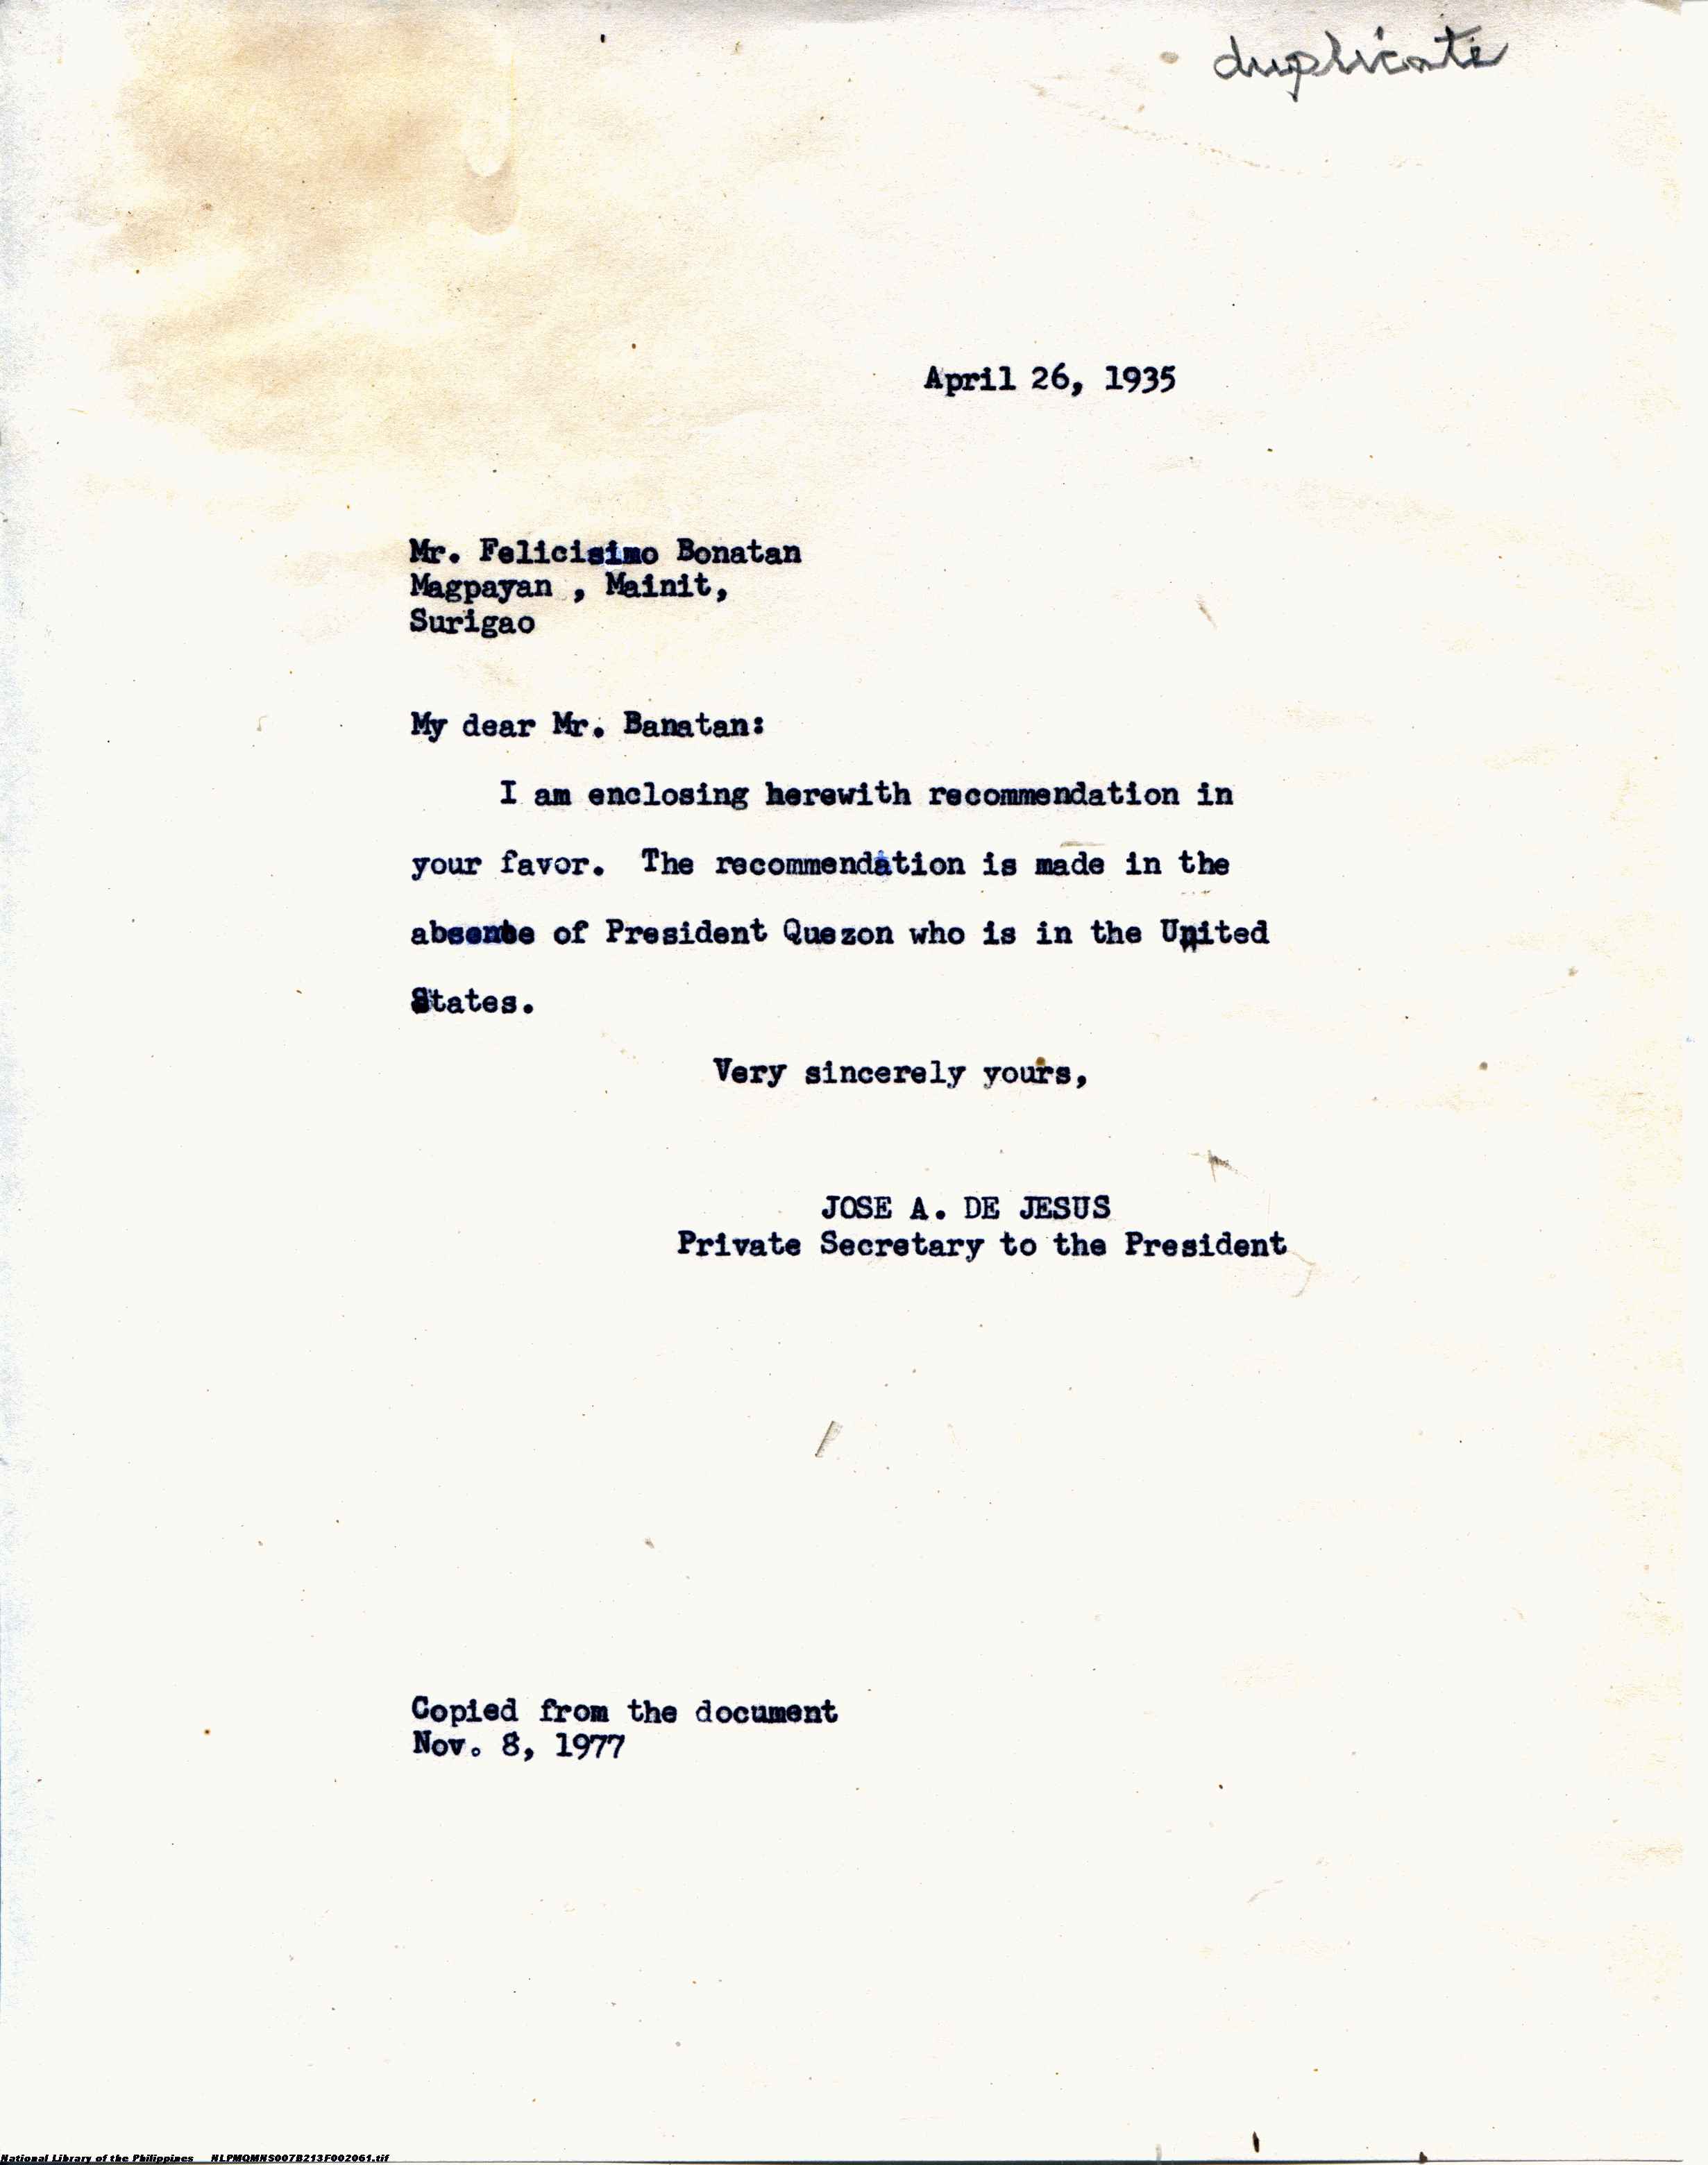 duplicate
April 26, 1935
Mr. Felicisimo Bonatan
Magpayan , Mainit,
Surigao
My dear Mr. Banatan:
I am enclosing herewith recommendation in
your favor. The recommendation is made in the
absence of President Quezon who is in the United
States.
Very sincerely yours,
JOSE A. DE JESUS
Private Secretary to the President
Copied from the document
Nov. 8, 1977
National Library of the Philippines NLPMQMNS007B213F002061.tif